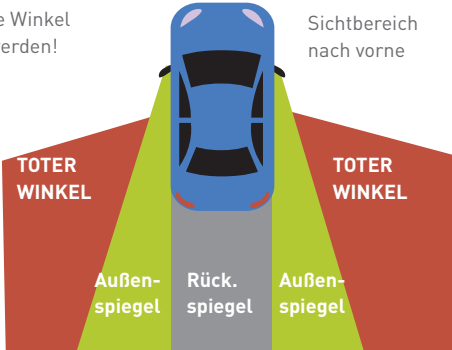 e Winkel
erden!
Sichtbereich
nach vorne
TOTER
WINKEL
TOTER
WINKEL
Außen-
spiegel
Rück.
spiegel
Außen-
spiegel